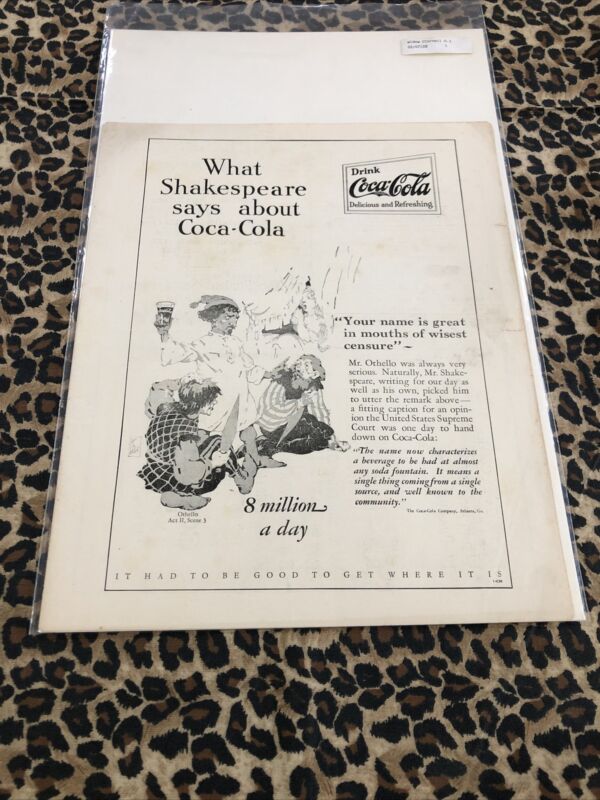 What
Shakespeare
says about
Coca-Cola
Drink
Coca-Cola
Delicious and Refreshing
"Your name is great
in mouths of wisest
censure"~
Mr. Othello was always very
serious. Naturally, Mr. Shake-
speare, writing for our day as
well as his own, picked him
to utter the remark above—
a fitting caption for an opin-
ion the United States Supreme
Court was one day to hand
down on Coca-Cola:
"The name now characterizes
a beverage to be had at almost
any soda fountain. It means a
single thing coming from a single
source, and well known to the
community."
The Coca-Cola Company, Atlanta, Ga.
Othello
Act II, Scene 3
8 million
a day
IT HAD TO BE GOOD TO GET WHERE IT IS